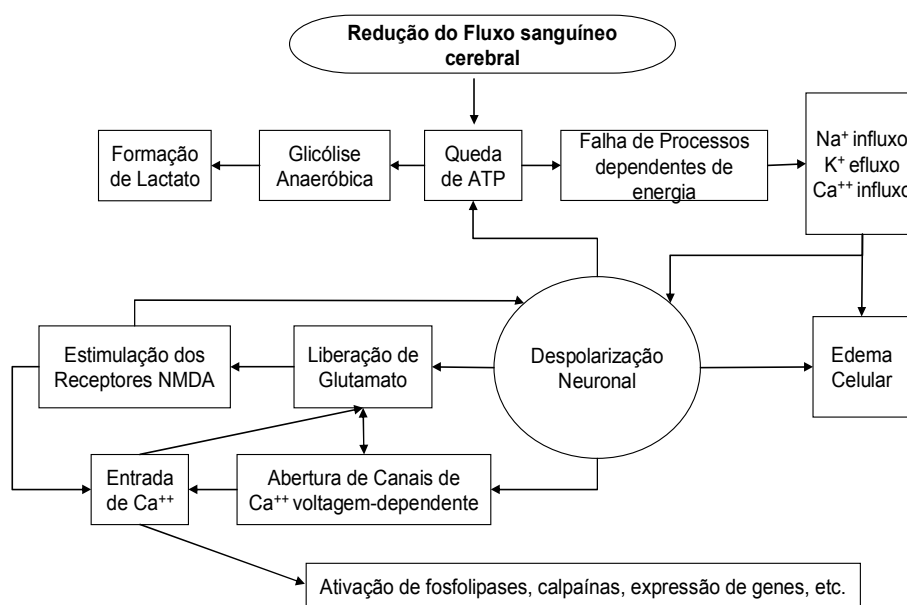 Redução do Fluxo sanguíneo
cerebral
Formação
de Lactato
Glicólise
Anaeróbica
Queda
de ATP
Falha de Processos
dependentes de
energia
Na⁺ influxo
K⁺ efluxo
Ca⁺⁺ influxo
Estimulação dos
Receptores NMDA
Liberação de
Glutamato
Despolarização
Neuronal
Edema
Celular
Entrada
de Ca⁺⁺
Abertura de Canais de
Ca⁺⁺ voltagem-dependente
Ativação de fosfolipases, calpaínas, expressão de genes, etc.